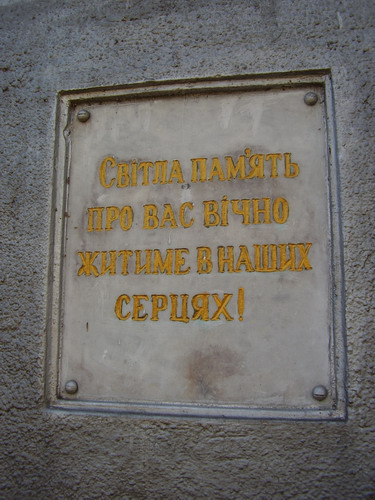 Світла пам'ять
про вас вічно
житиме в наших
серцях!